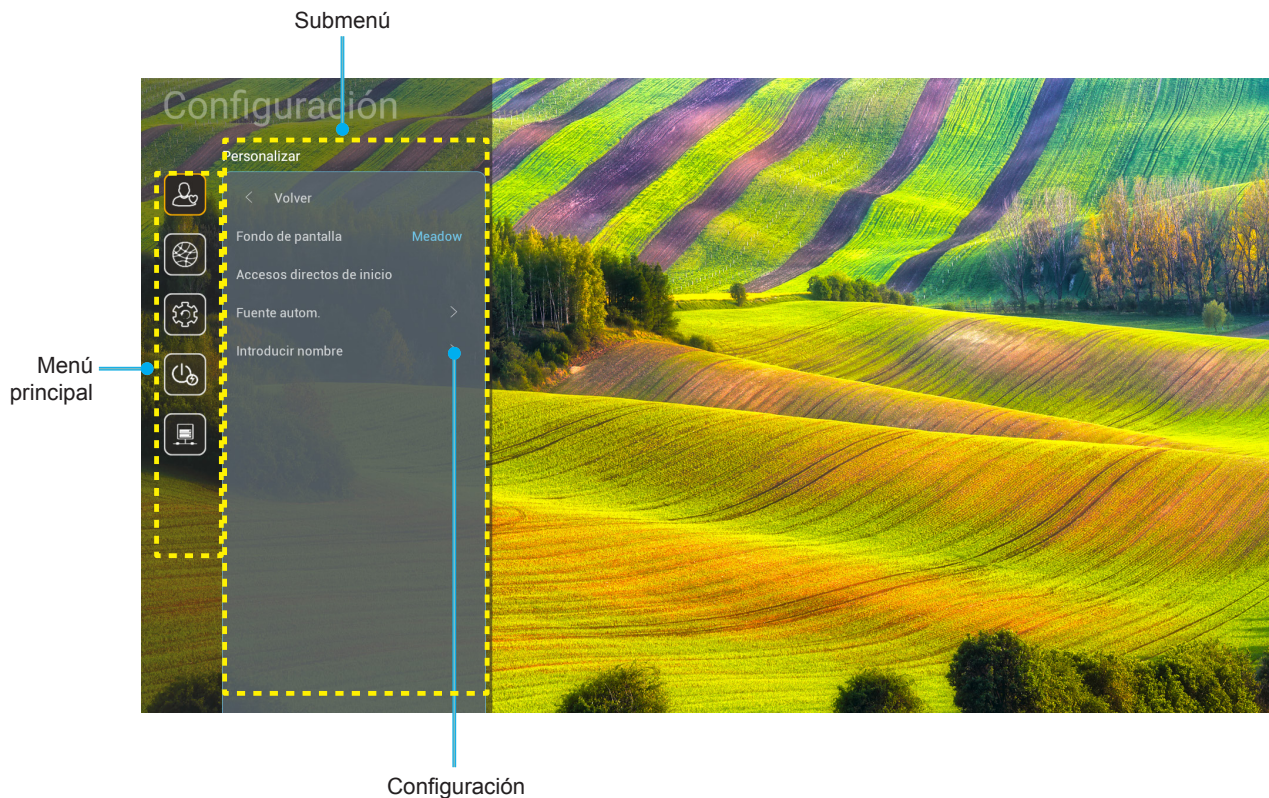 Submenú
Configuración
Personalizar
Volver
Fondo de pantalla Meadow
Accesos directos de inicio
Fuente autom.
Introducir nombre
Menú
principal
Configuración